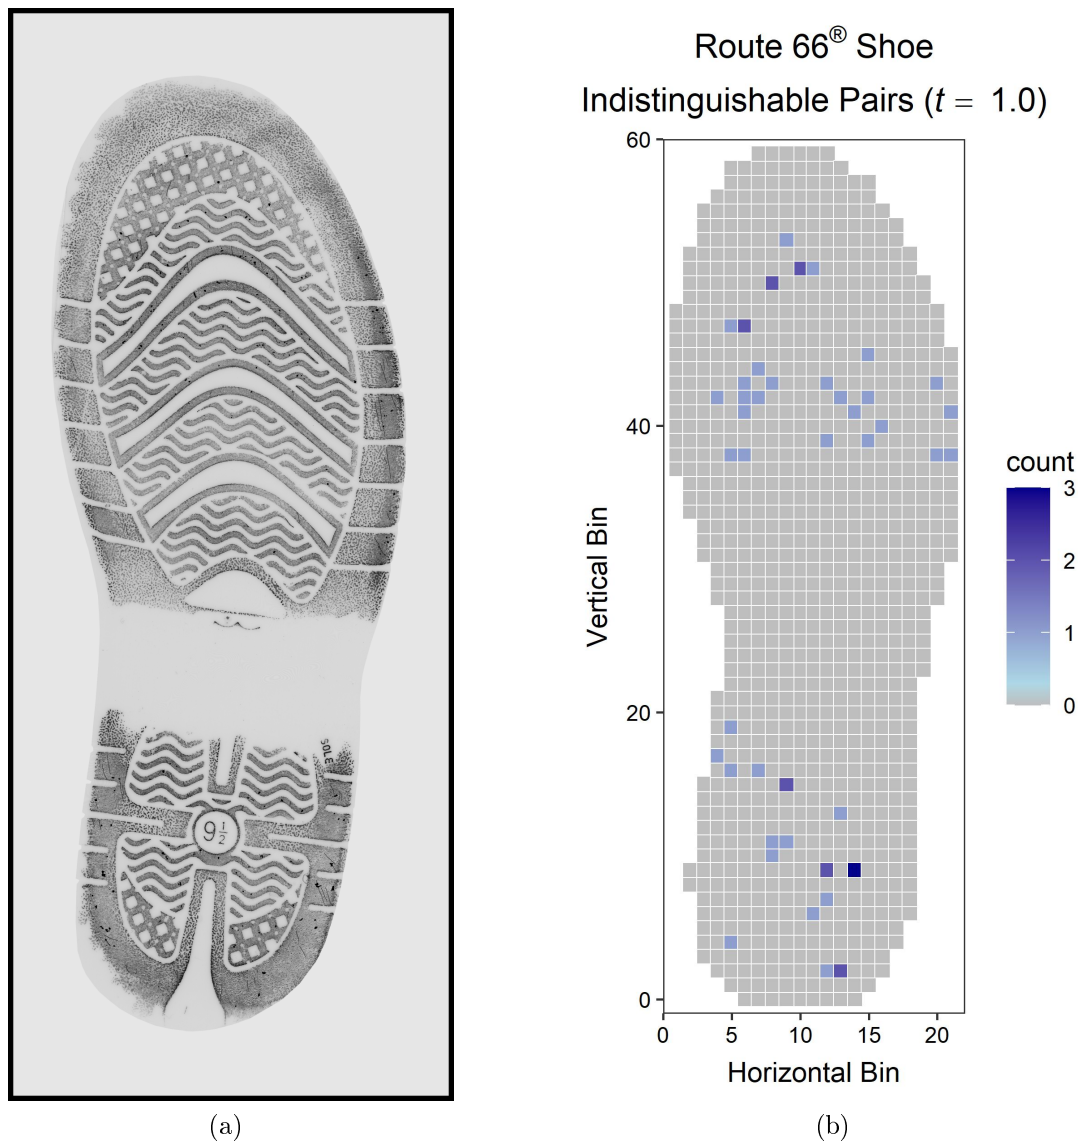 SOLE
9 1/2
(a)
Route 66® Shoe
Indistinguishable Pairs (t = 1.0)
60
40
20
0
Vertical Bin
0 5 10 15 20
Horizontal Bin
count
3
2
1
0
(b)